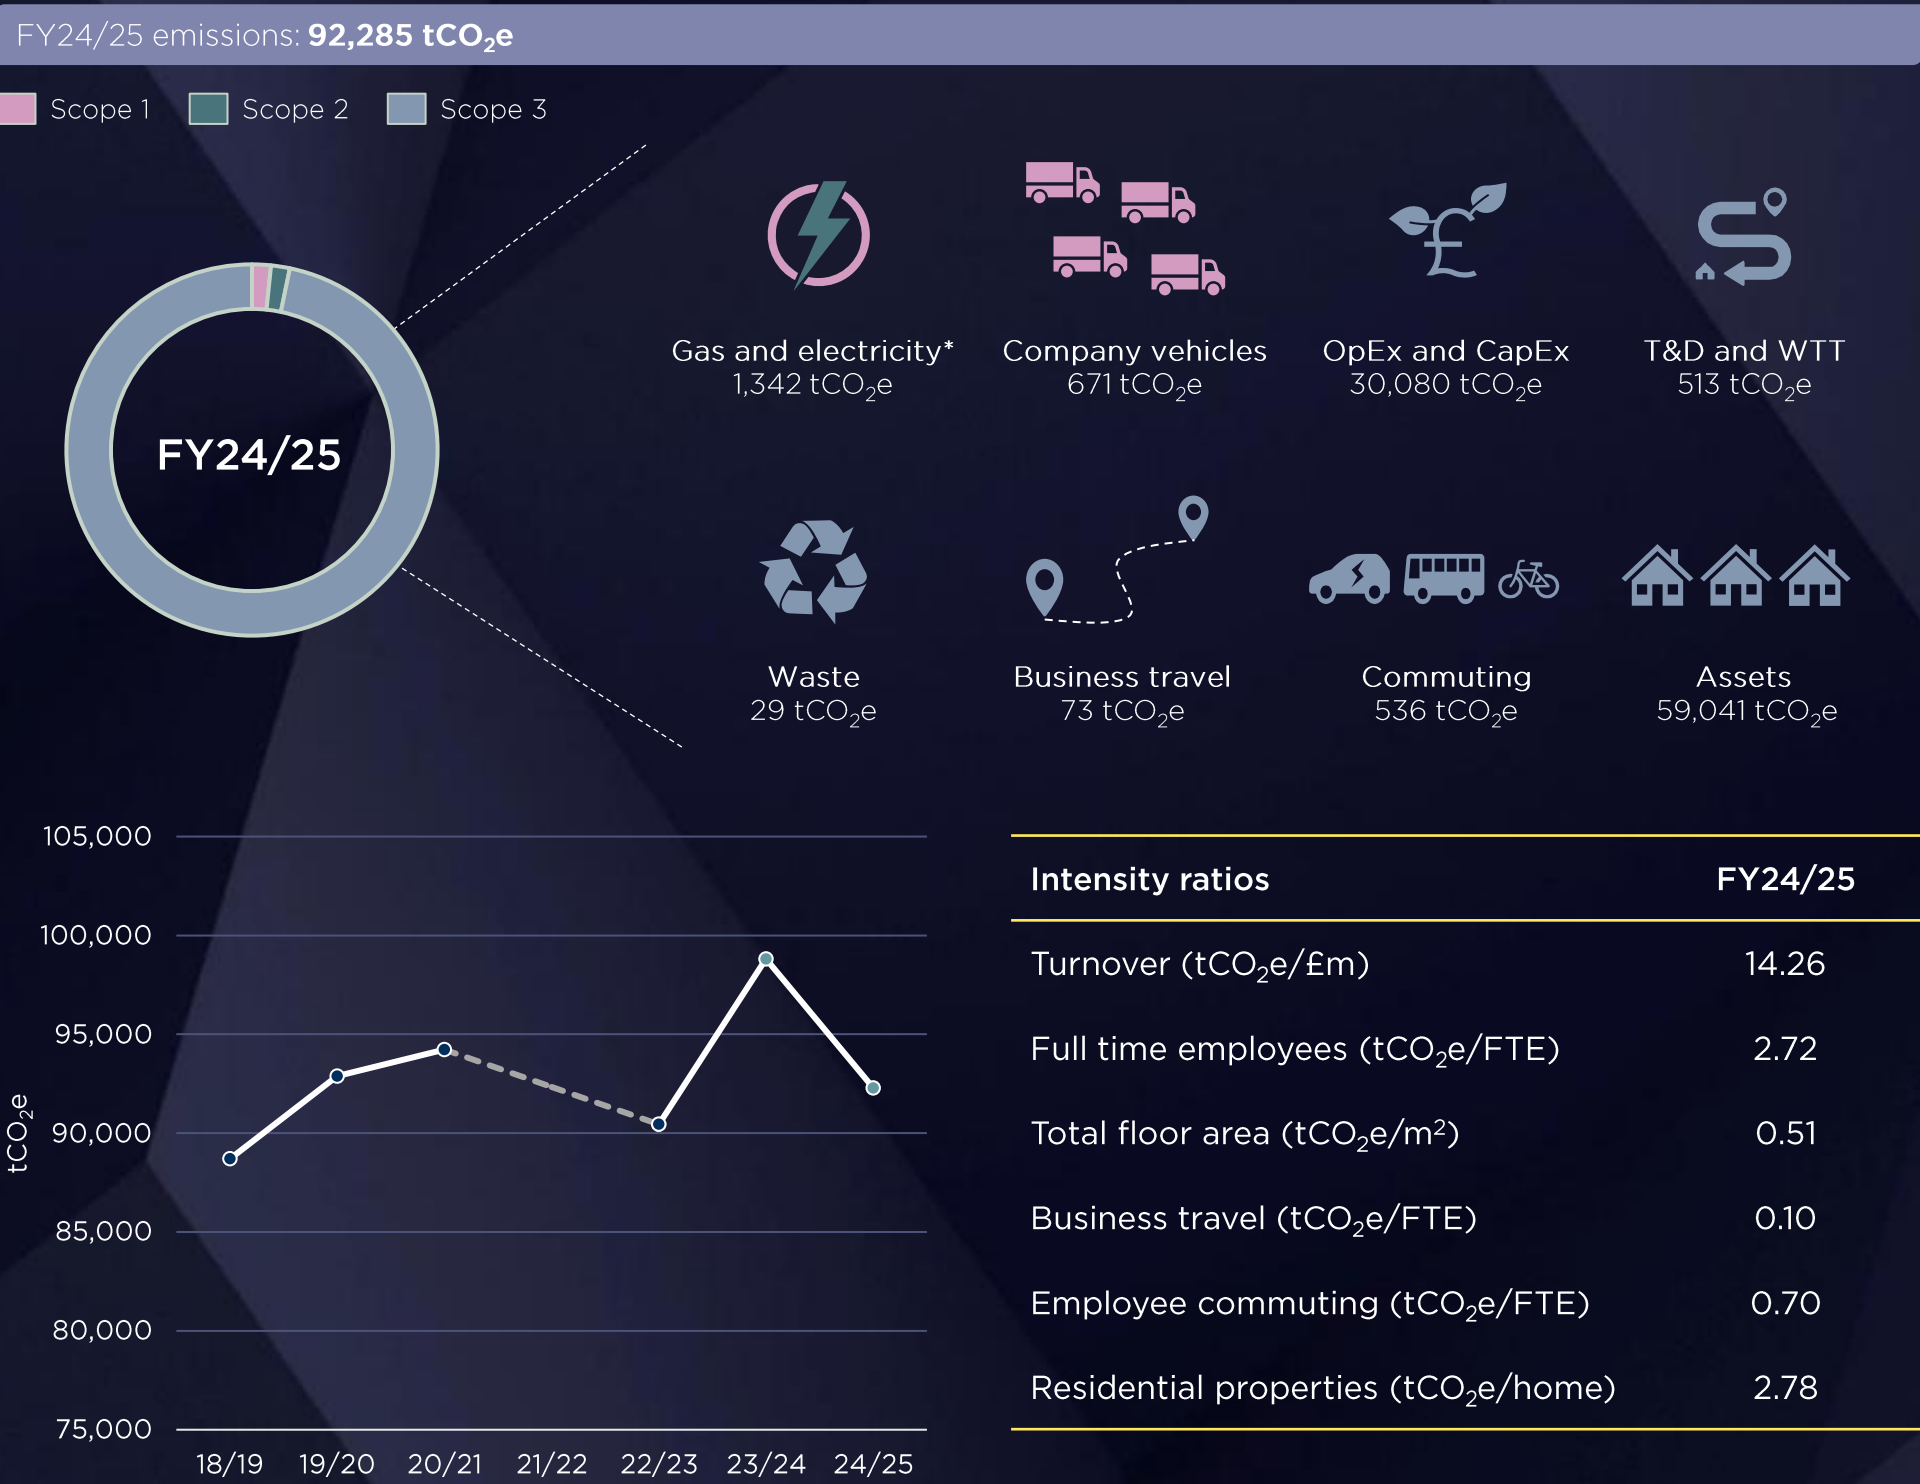 FY24/25 emissions: 92,285 tCO₂e
Scope 1 Scope 2 Scope 3
FY24/25
Gas and electricity* Company vehicles OpEx and CapEx T&D and WTT
1,342 tCO₂e 671 tCO₂e 30,080 tCO₂e 513 tCO₂e
Waste Business travel Commuting Assets
29 tCO₂e 73 tCO₂e 536 tCO₂e 59,041 tCO₂e
105,000
100,000
95,000
90,000
85,000
80,000
75,000
tCO₂e
18/19 19/20 20/21 21/22 22/23 23/24 24/25
Intensity ratios FY24/25
Turnover (tCO₂e/£m) 14.26
Full time employees (tCO₂e/FTE) 2.72
Total floor area (tCO₂e/m²) 0.51
Business travel (tCO₂e/FTE) 0.10
Employee commuting (tCO₂e/FTE) 0.70
Residential properties (tCO₂e/home) 2.78